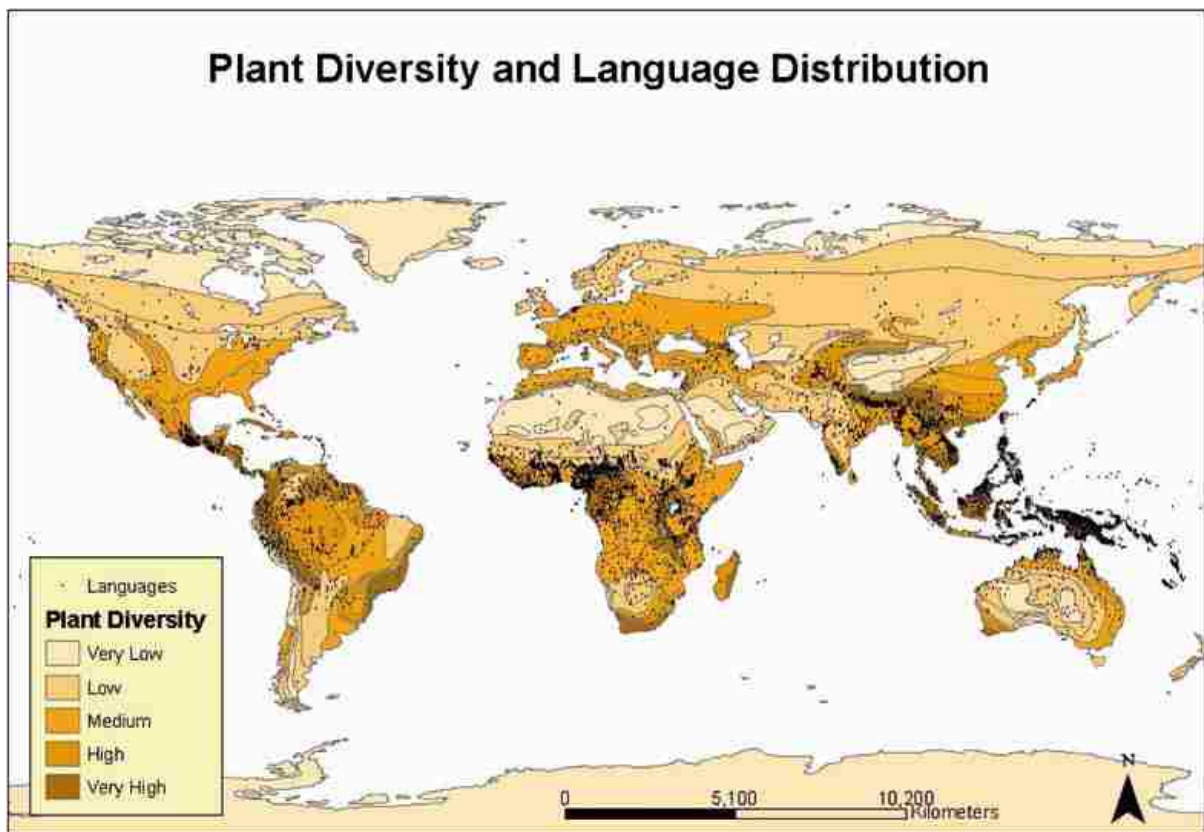 Plant Diversity and Language Distribution
Languages
Plant Diversity
Very Low
Low
Medium
High
Very High
N
0 5,100 10,200
Kilometers